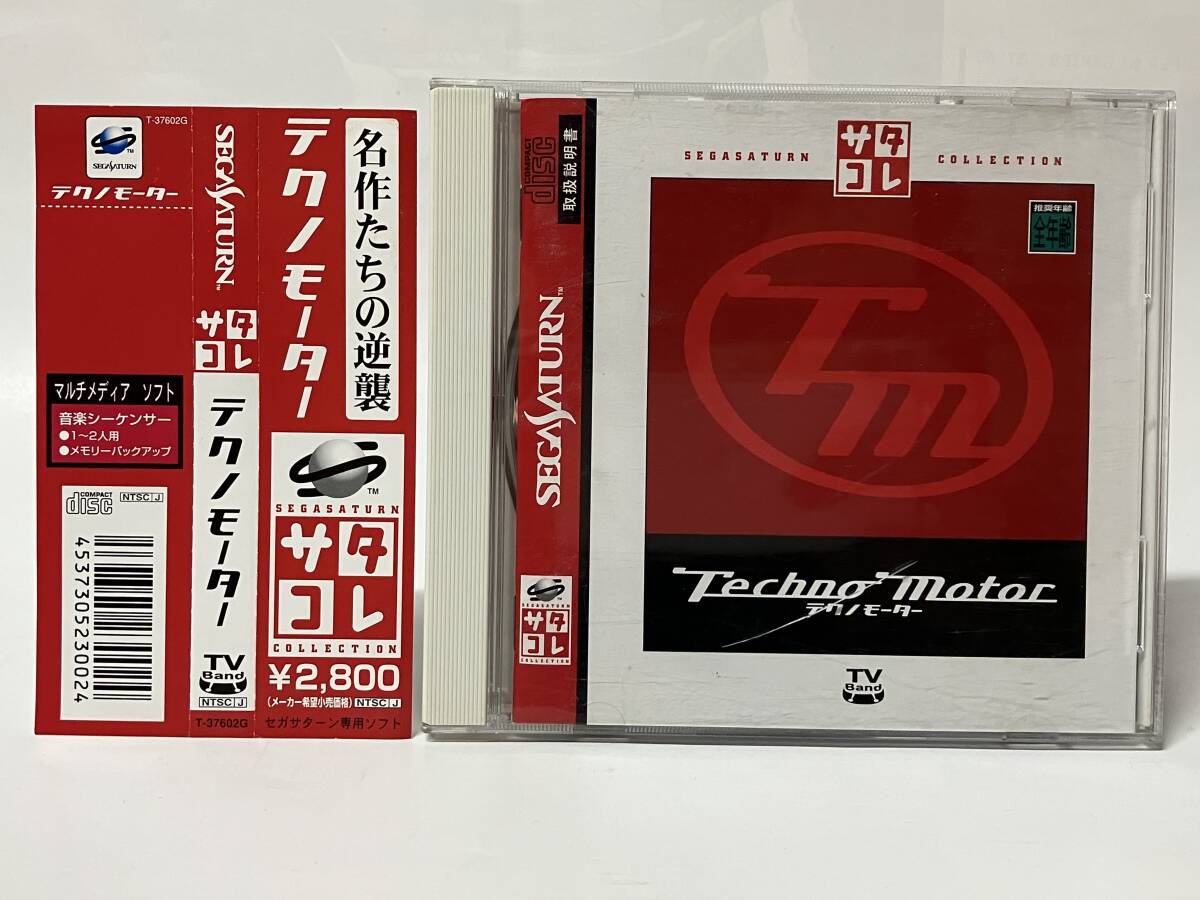 T-37602G
SEGA SATURN
テクノモーター
マルチメディア ソフト
音楽シーケンサー
●1〜2人用
●メモリーバックアップ
COMPACT
disc
NTSC J
4537305230024
SEGA SATURN™
サタコレ
テクノモーター
TV
Band
NTSC J
T-37602G
名作たちの逆襲
テクノモーター
TM
SEGASATURN
サタ
コレ
COLLECTION
¥2,800
(メーカー希望小売価格) NTSC J
セガサターン専用ソフト
COMPACT
disc
取扱説明書
SEGA SATURN™
SEGASATURN
サタ
コレ
COLLECTION
SEGASATURN
サタ
コレ
COLLECTION
推奨年齢
全年齢
Tm
Techno Motor
テクノモーター
TV
Band